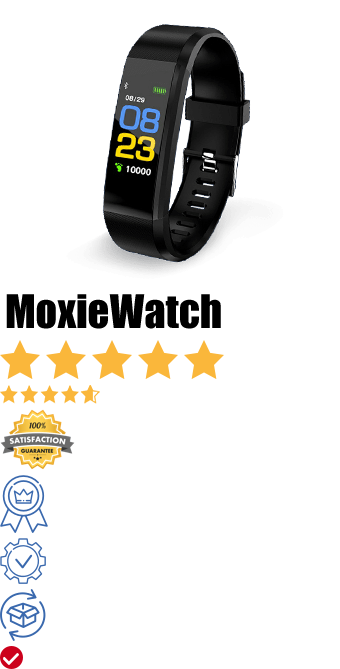 08/29
08
23
10000
MoxieWatch
100%
SATISFACTION
GUARANTEE